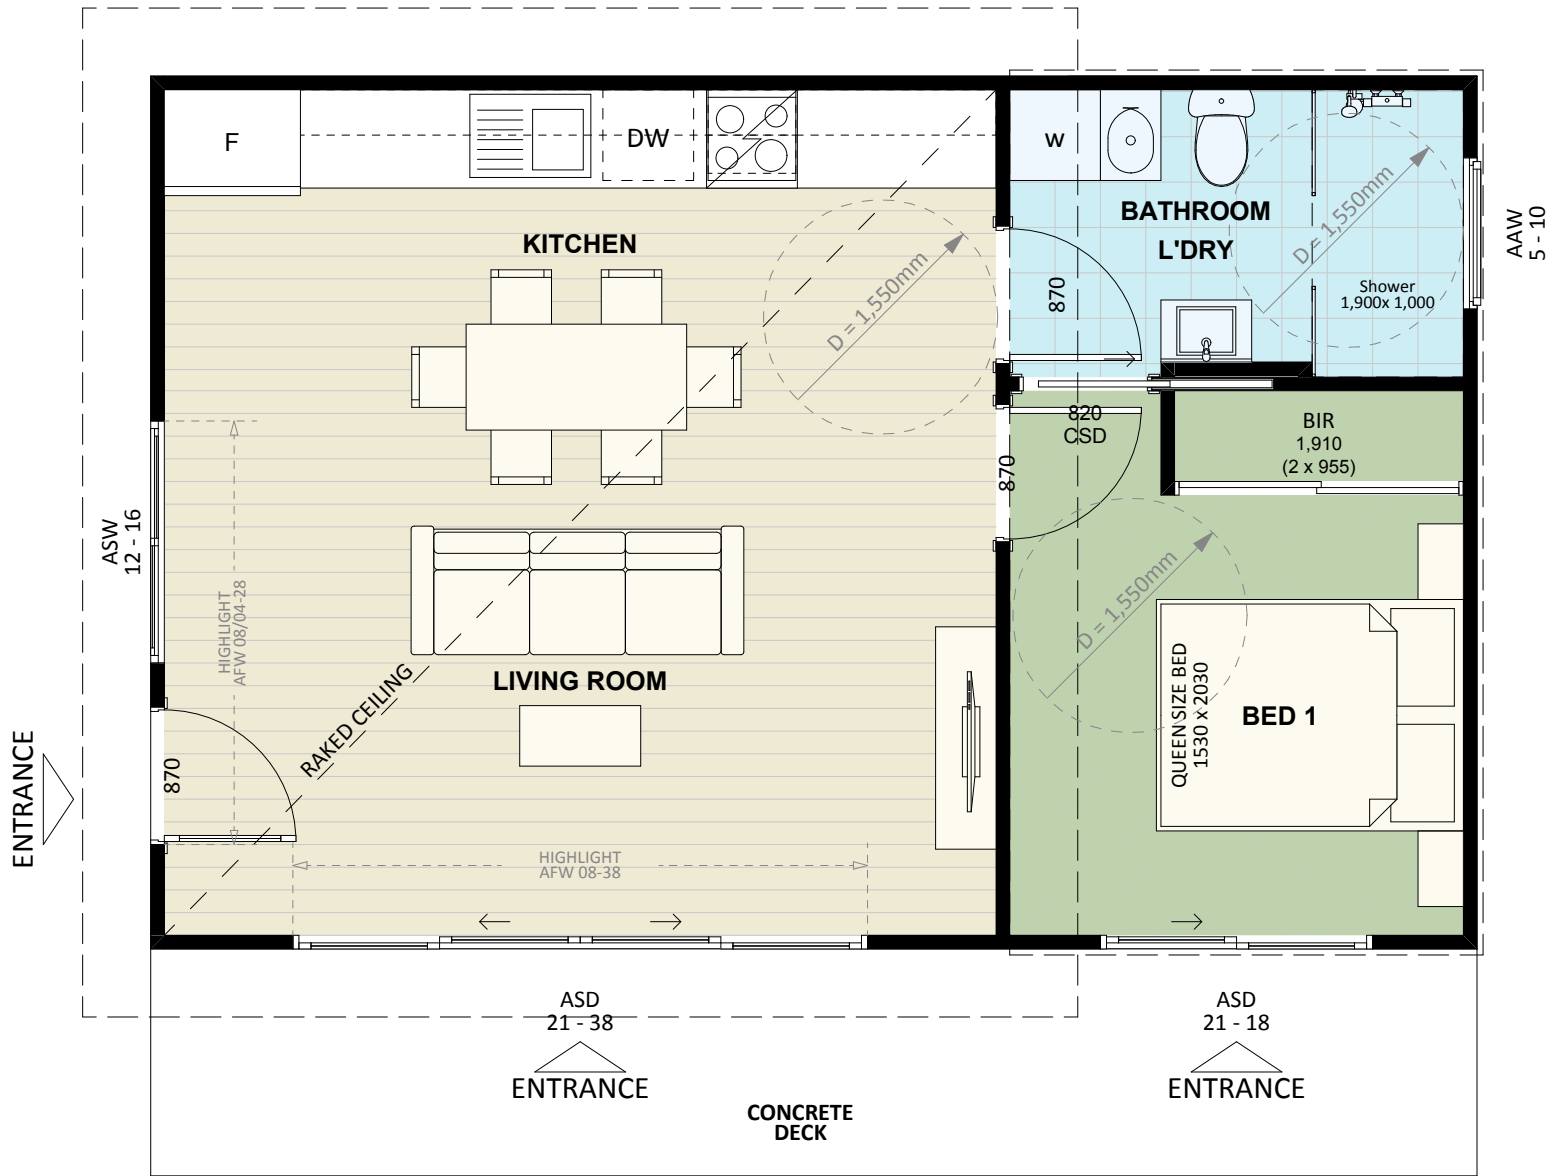 F
DW
W
KITCHEN
BATHROOM
L'DRY
D = 1,550mm
D = 1,550mm
870
Shower
1,900x 1,000
AAW
5 - 10
820
CSD
870
BIR
1,910
(2 x 955)
ASW
12 - 16
HIGHLIGHT
AFW 08/04-28
D = 1,550mm
LIVING ROOM
RAKED CEILING
QUEEN SIZE BED
1530 x 2030
BED 1
ENTRANCE
870
HIGHLIGHT
AFW 08-38
ASD
21 - 38
ENTRANCE
ASD
21 - 18
ENTRANCE
CONCRETE
DECK